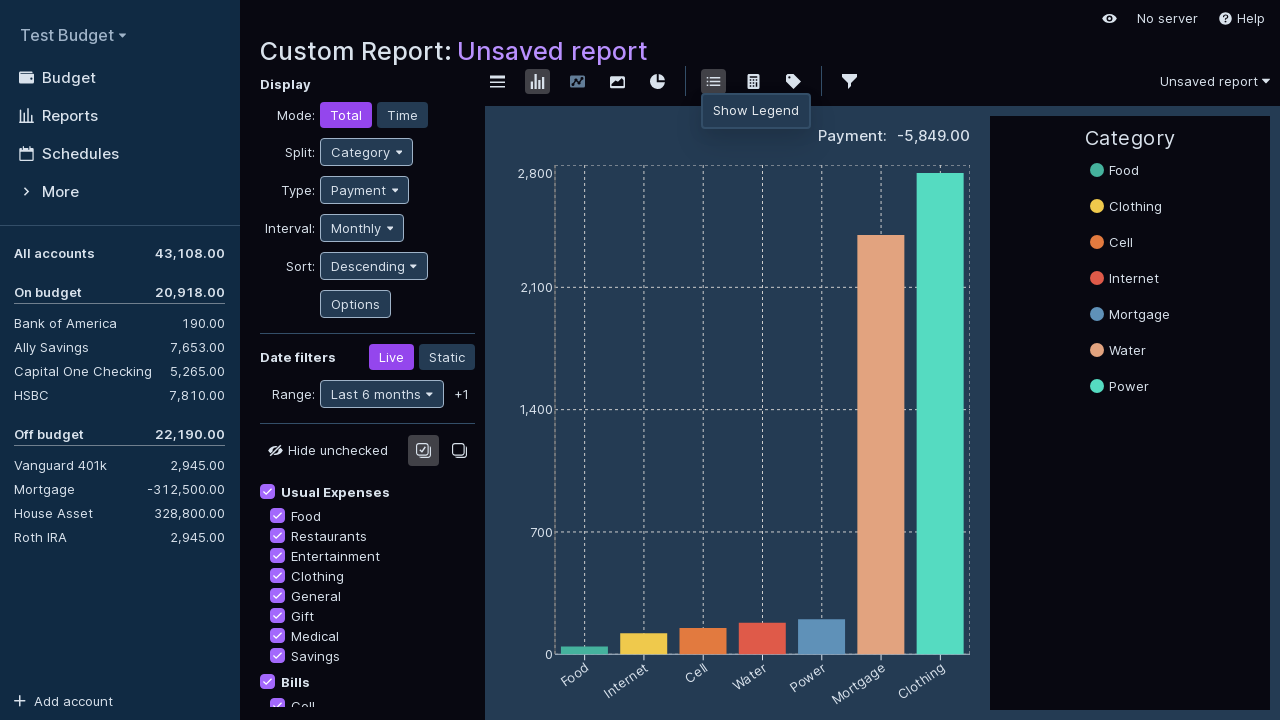 Test Budget
Budget
Reports
Schedules
More
All accounts 43,108.00
On budget 20,918.00
Bank of America 190.00
Ally Savings 7,653.00
Capital One Checking 5,265.00
HSBC 7,810.00
Off budget 22,190.00
Vanguard 401k 2,945.00
Mortgage -312,500.00
House Asset 328,800.00
Roth IRA 2,945.00
Add account
No server
Help
Custom Report: Unsaved report
Display
Mode: Total Time
Split: Category
Type: Payment
Interval: Monthly
Sort: Descending
Options
Date filters Live Static
Range: Last 6 months +1
Hide unchecked
Usual Expenses
Food
Restaurants
Entertainment
Clothing
General
Gift
Medical
Savings
Bills
Cell
Unsaved report
Show Legend
Payment: -5,849.00
2,800
2,100
1,400
700
0
Food
Internet
Cell
Water
Power
Mortgage
Clothing
Category
Food
Clothing
Cell
Internet
Mortgage
Water
Power